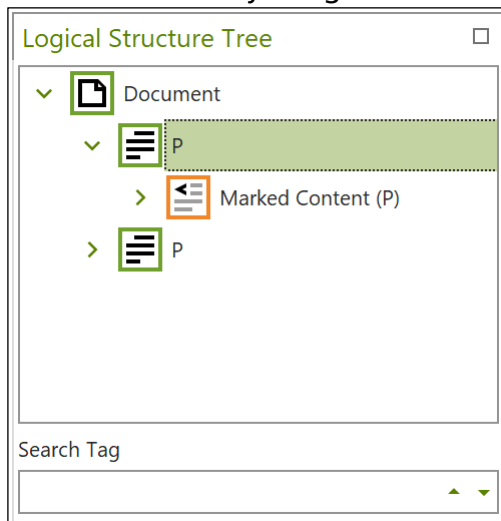 Logical Structure Tree
Document
P
Marked Content (P)
P
Search Tag